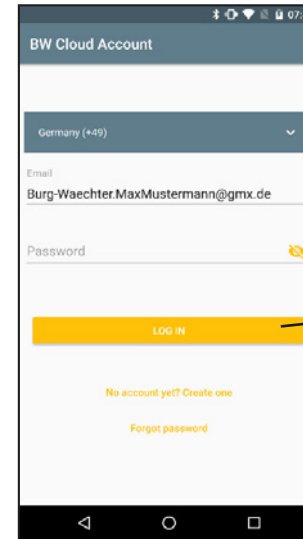 07:
BW Cloud Account
Germany (+49)
Email
Burg-Waechter.MaxMustermann@gmx.de
Password
LOG IN
No account yet? Create one
Forgot password